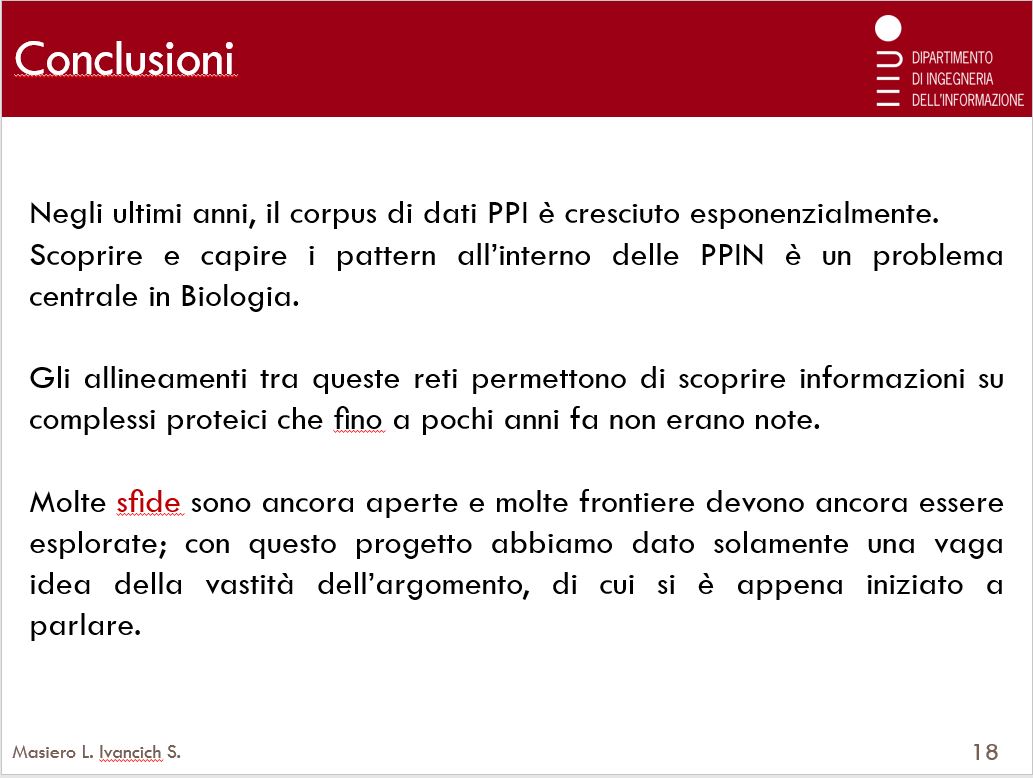 Conclusioni
DIPARTIMENTO
DI INGEGNERIA
DELL'INFORMAZIONE
Negli ultimi anni, il corpus di dati PPI è cresciuto esponenzialmente.
Scoprire e capire i pattern all'interno delle PPIN è un problema
centrale in Biologia.
Gli allineamenti tra queste reti permettono di scoprire informazioni su
complessi proteici che fino a pochi anni fa non erano note.
Molte sfide sono ancora aperte e molte frontiere devono ancora essere
esplorate; con questo progetto abbiamo dato solamente una vaga
idea della vastità dell'argomento, di cui si è appena iniziato a
parlare.
Masiero L. Ivancich S.
18